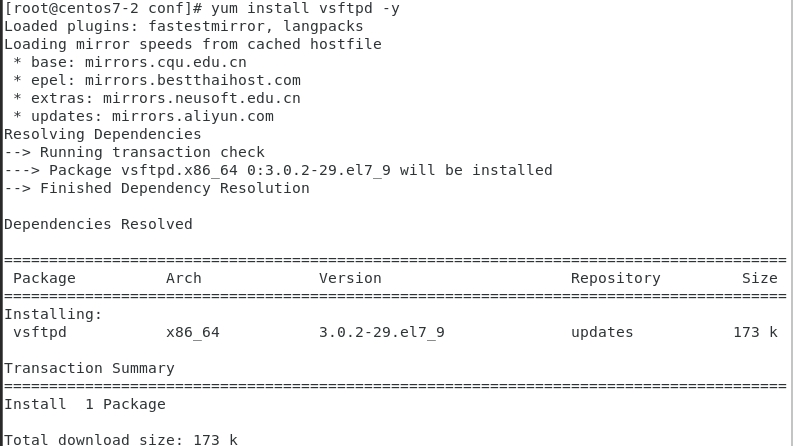 [root@centos7-2 conf]# yum install vsftpd -y
Loaded plugins: fastestmirror, langpacks
Loading mirror speeds from cached hostfile
 * base: mirrors.cqu.edu.cn
 * epel: mirrors.bestthaihost.com
 * extras: mirrors.neusoft.edu.cn
 * updates: mirrors.aliyun.com
Resolving Dependencies
--> Running transaction check
---> Package vsftpd.x86_64 0:3.0.2-29.el7_9 will be installed
--> Finished Dependency Resolution
Dependencies Resolved
=======================================================================================
 Package          Arch           Version                     Repository         Size
=======================================================================================
Installing:
 vsftpd           x86_64         3.0.2-29.el7_9              updates           173 k
Transaction Summary
=======================================================================================
Install  1 Package
Total download size: 173 k